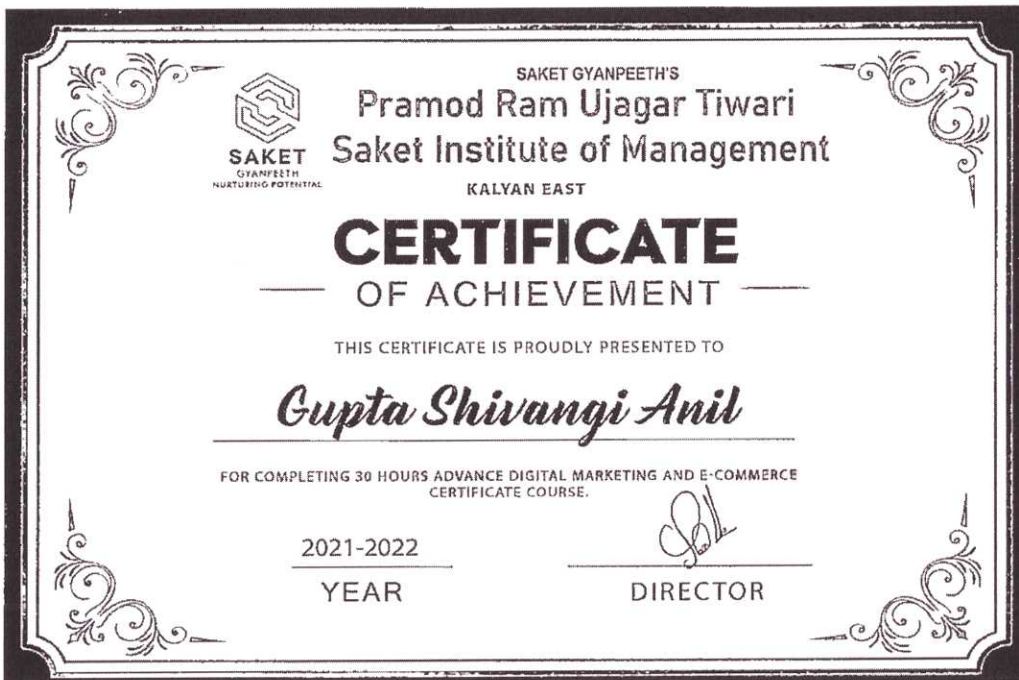 SAKET GYANPEETH'S
Pramod Ram Ujagar Tiwari
Saket Institute of Management
KALYAN EAST
SAKET
GYANPEETH
NURTURING POTENTIAL
CERTIFICATE
OF ACHIEVEMENT
THIS CERTIFICATE IS PROUDLY PRESENTED TO
Gupta Shivangi Anil
FOR COMPLETING 30 HOURS ADVANCE DIGITAL MARKETING AND E-COMMERCE
CERTIFICATE COURSE.
2021-2022
YEAR
DIRECTOR